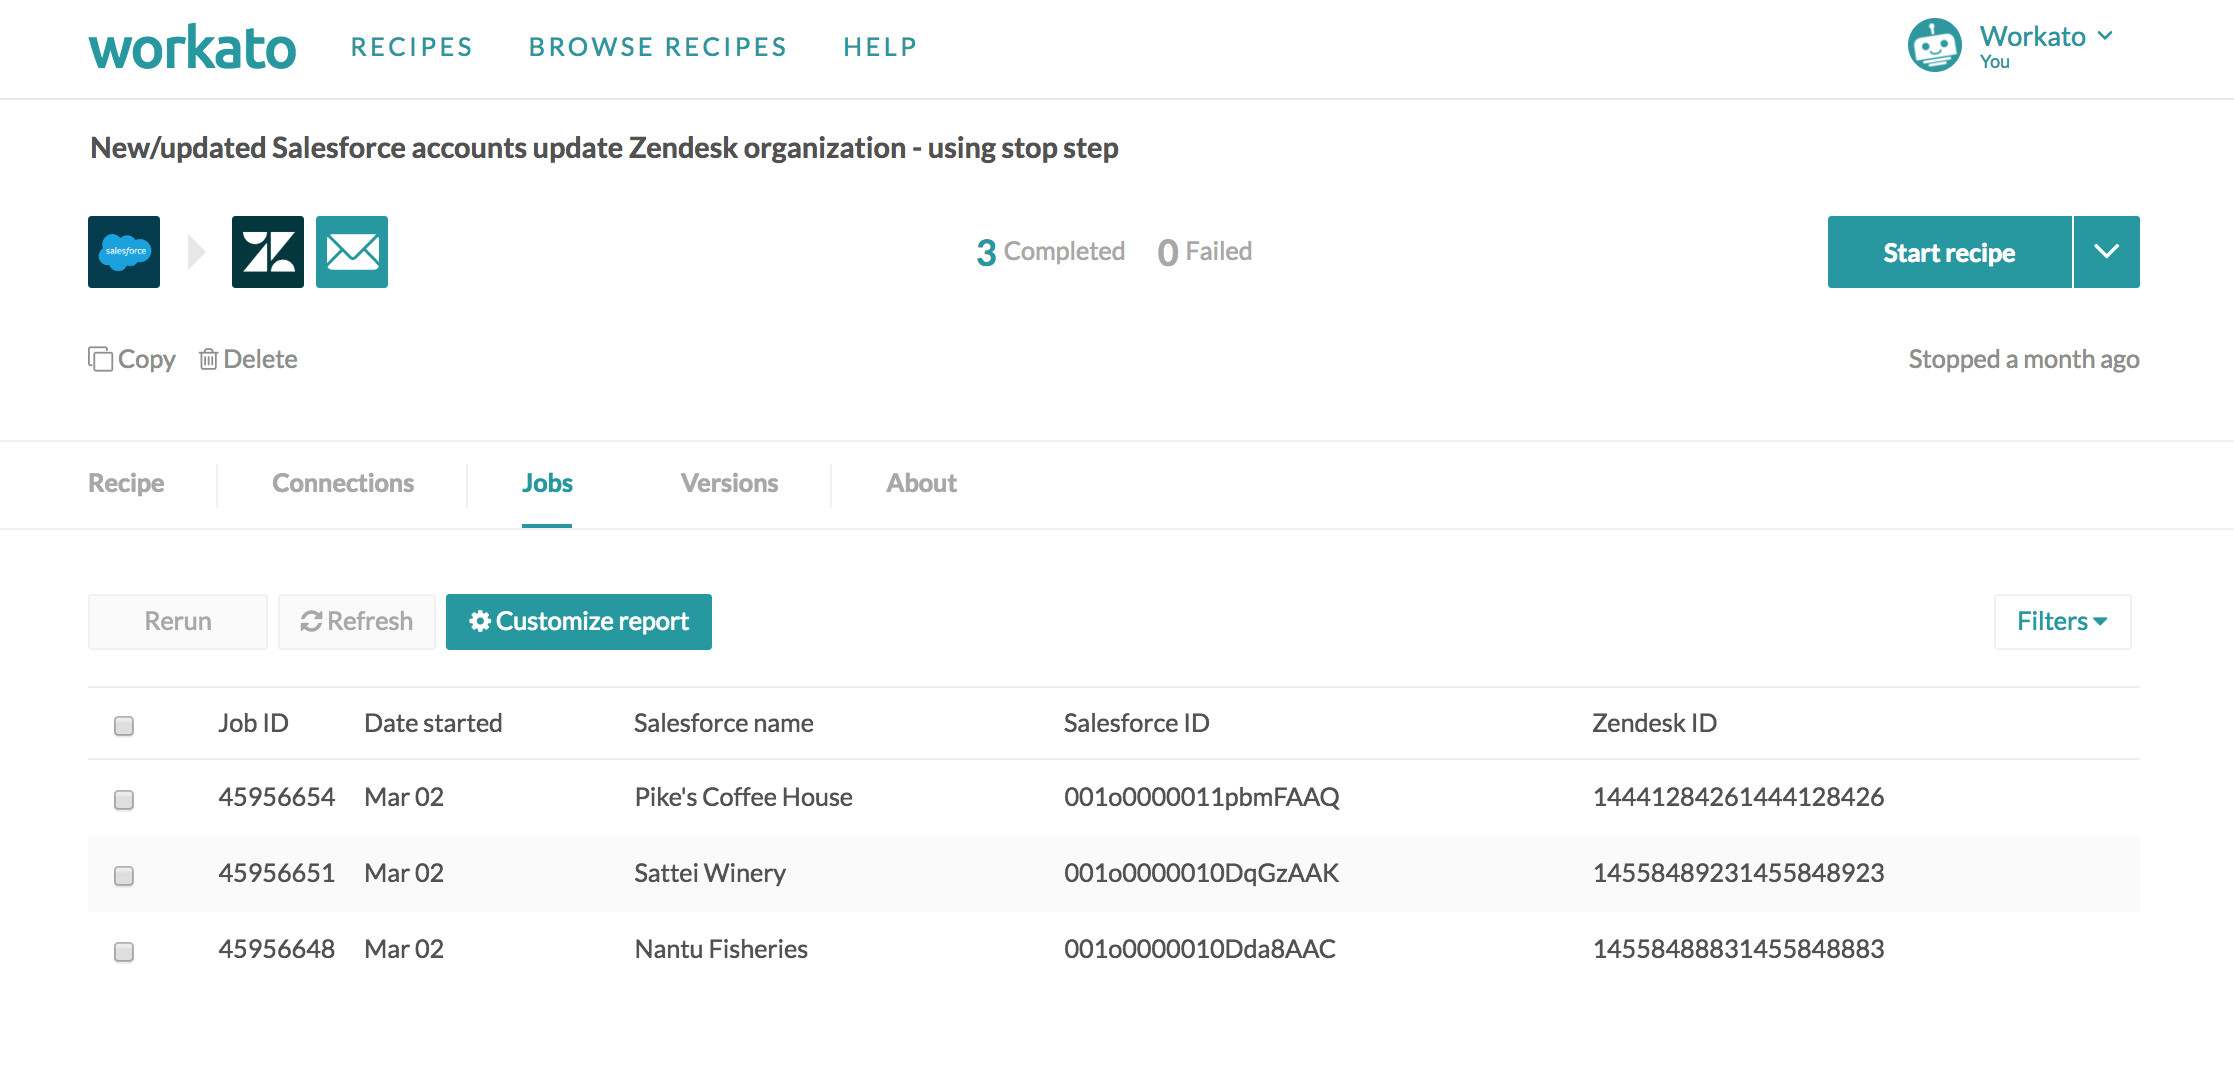 workato RECIPES BROWSE RECIPES HELP Workato
You
New/updated Salesforce accounts update Zendesk organization - using stop step
salesforce
3 Completed 0 Failed
Start recipe
Copy Delete
Stopped a month ago
Recipe Connections Jobs Versions About
Rerun Refresh Customize report Filters
Job ID Date started Salesforce name Salesforce ID Zendesk ID
45956654 Mar 02 Pike's Coffee House 001o0000011pbmFAAQ 14441284261444128426
45956651 Mar 02 Sattei Winery 001o0000010DqGzAAK 14558489231455848923
45956648 Mar 02 Nantu Fisheries 001o0000010Dda8AAC 14558488831455848883